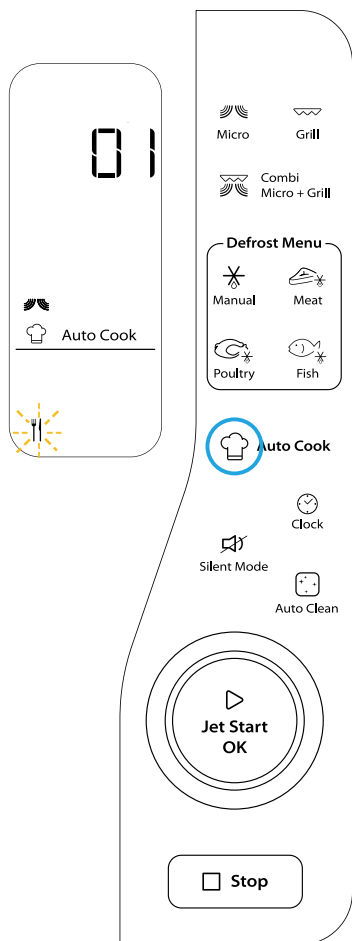 01
Auto Cook
Micro
Grill
Combi
Micro + Grill
Defrost Menu
Manual
Meat
Poultry
Fish
Auto Cook
Clock
Silent Mode
Auto Clean
Jet Start
OK
Stop